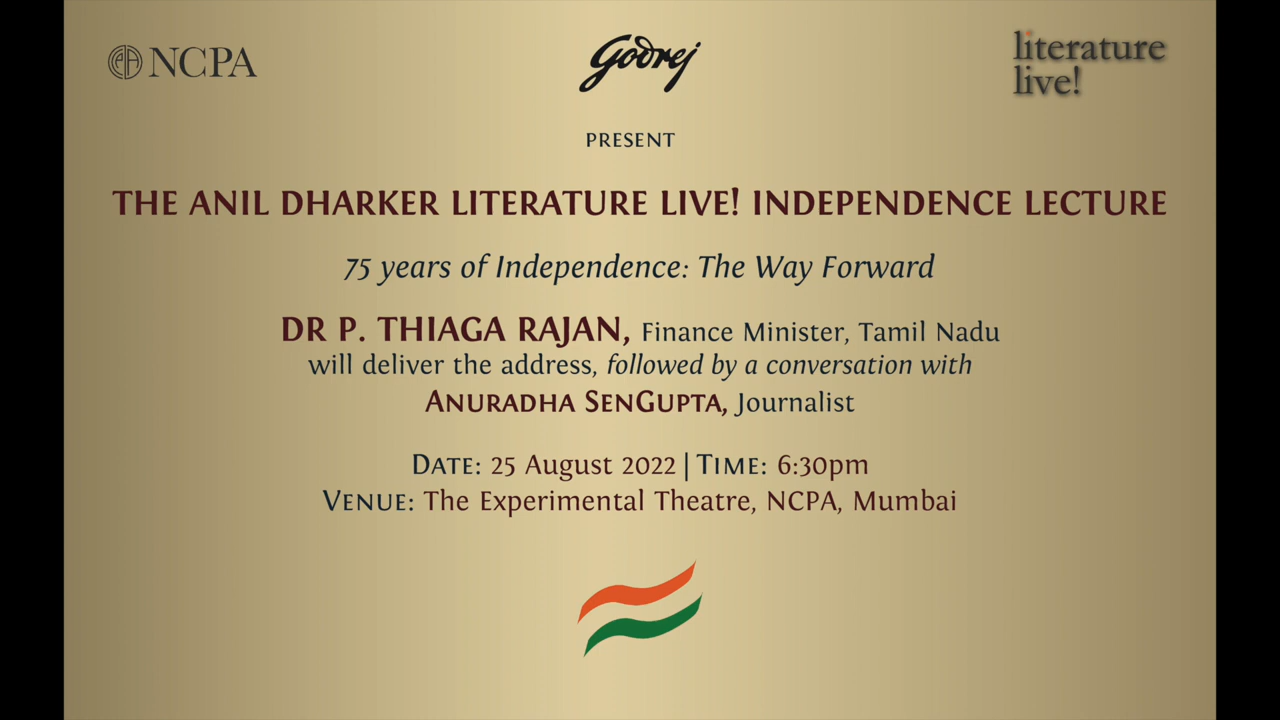 NCPA
Godrej
literature
live!
PRESENT
THE ANIL DHARKER LITERATURE LIVE! INDEPENDENCE LECTURE
75 years of Independence: The Way Forward
DR P. THIAGA RAJAN, Finance Minister, Tamil Nadu
will deliver the address, followed by a conversation with
ANURADHA SENGUPTA, Journalist
DATE: 25 August 2022 | TIME: 6:30pm
VENUE: The Experimental Theatre, NCPA, Mumbai